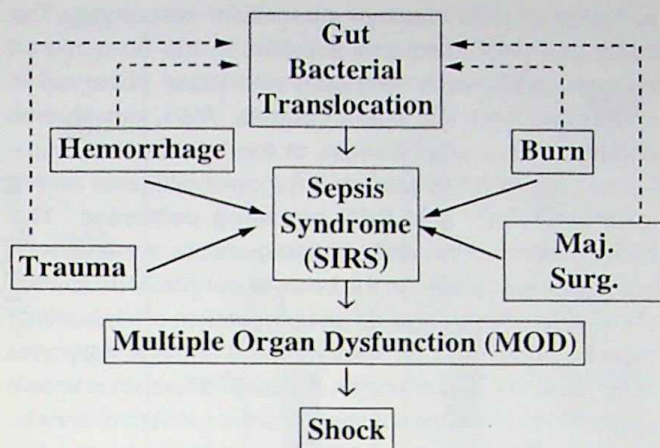 Gut
Bacterial
Translocation
Hemorrhage
Burn
Sepsis
Syndrome
(SIRS)
Trauma
Maj.
Surg.
Multiple Organ Dysfunction (MOD)
Shock